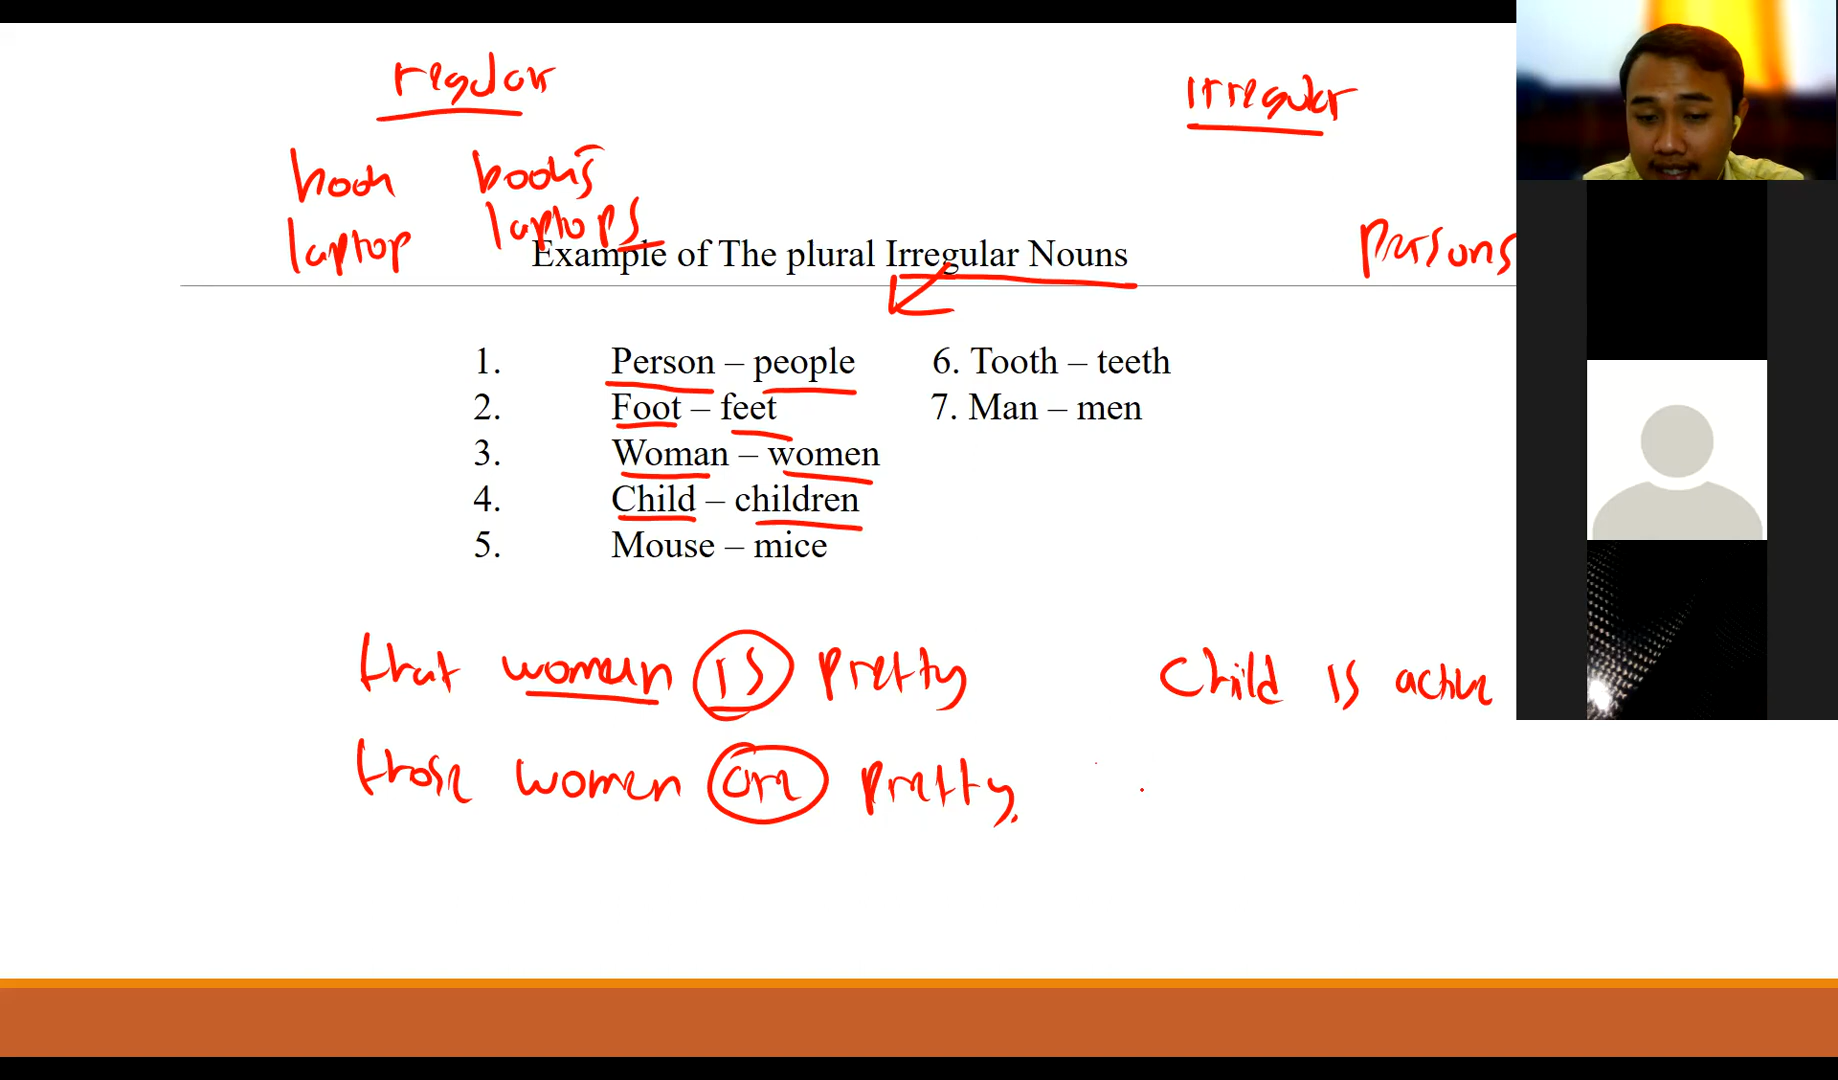 regular
irregular
book books
laptop laptops
persons
Example of The plural Irregular Nouns
1. Person – people
2. Foot – feet
3. Woman – women
4. Child – children
5. Mouse – mice
6. Tooth – teeth
7. Man – men
that woman is pretty
Child is active
those women are pretty.